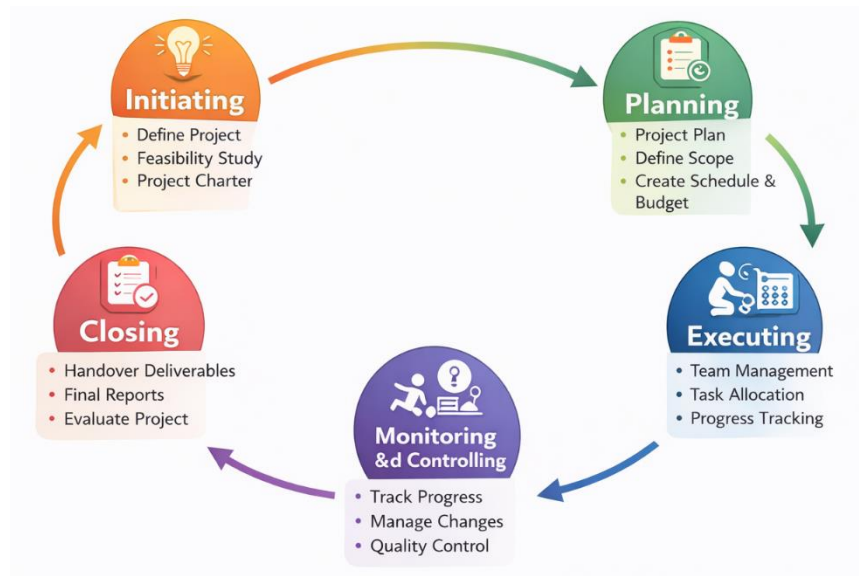 Initiating
• Define Project
• Feasibility Study
• Project Charter
Planning
• Project Plan
• Define Scope
• Create Schedule &
Budget
Executing
• Team Management
• Task Allocation
• Progress Tracking
Monitoring
&d Controlling
• Track Progress
• Manage Changes
• Quality Control
Closing
• Handover Deliverables
• Final Reports
• Evaluate Project